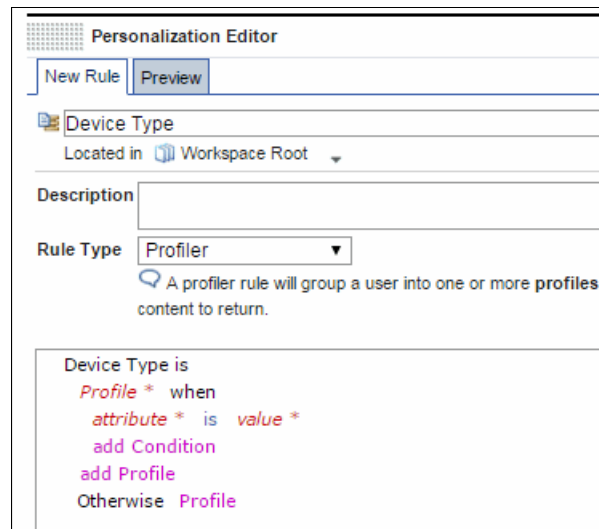 Personalization Editor
New Rule Preview
Device Type
Located in Workspace Root
Description
Rule Type Profiler
A profiler rule will group a user into one or more profiles
content to return.
Device Type is
Profile * when
attribute * is value *
add Condition
add Profile
Otherwise Profile